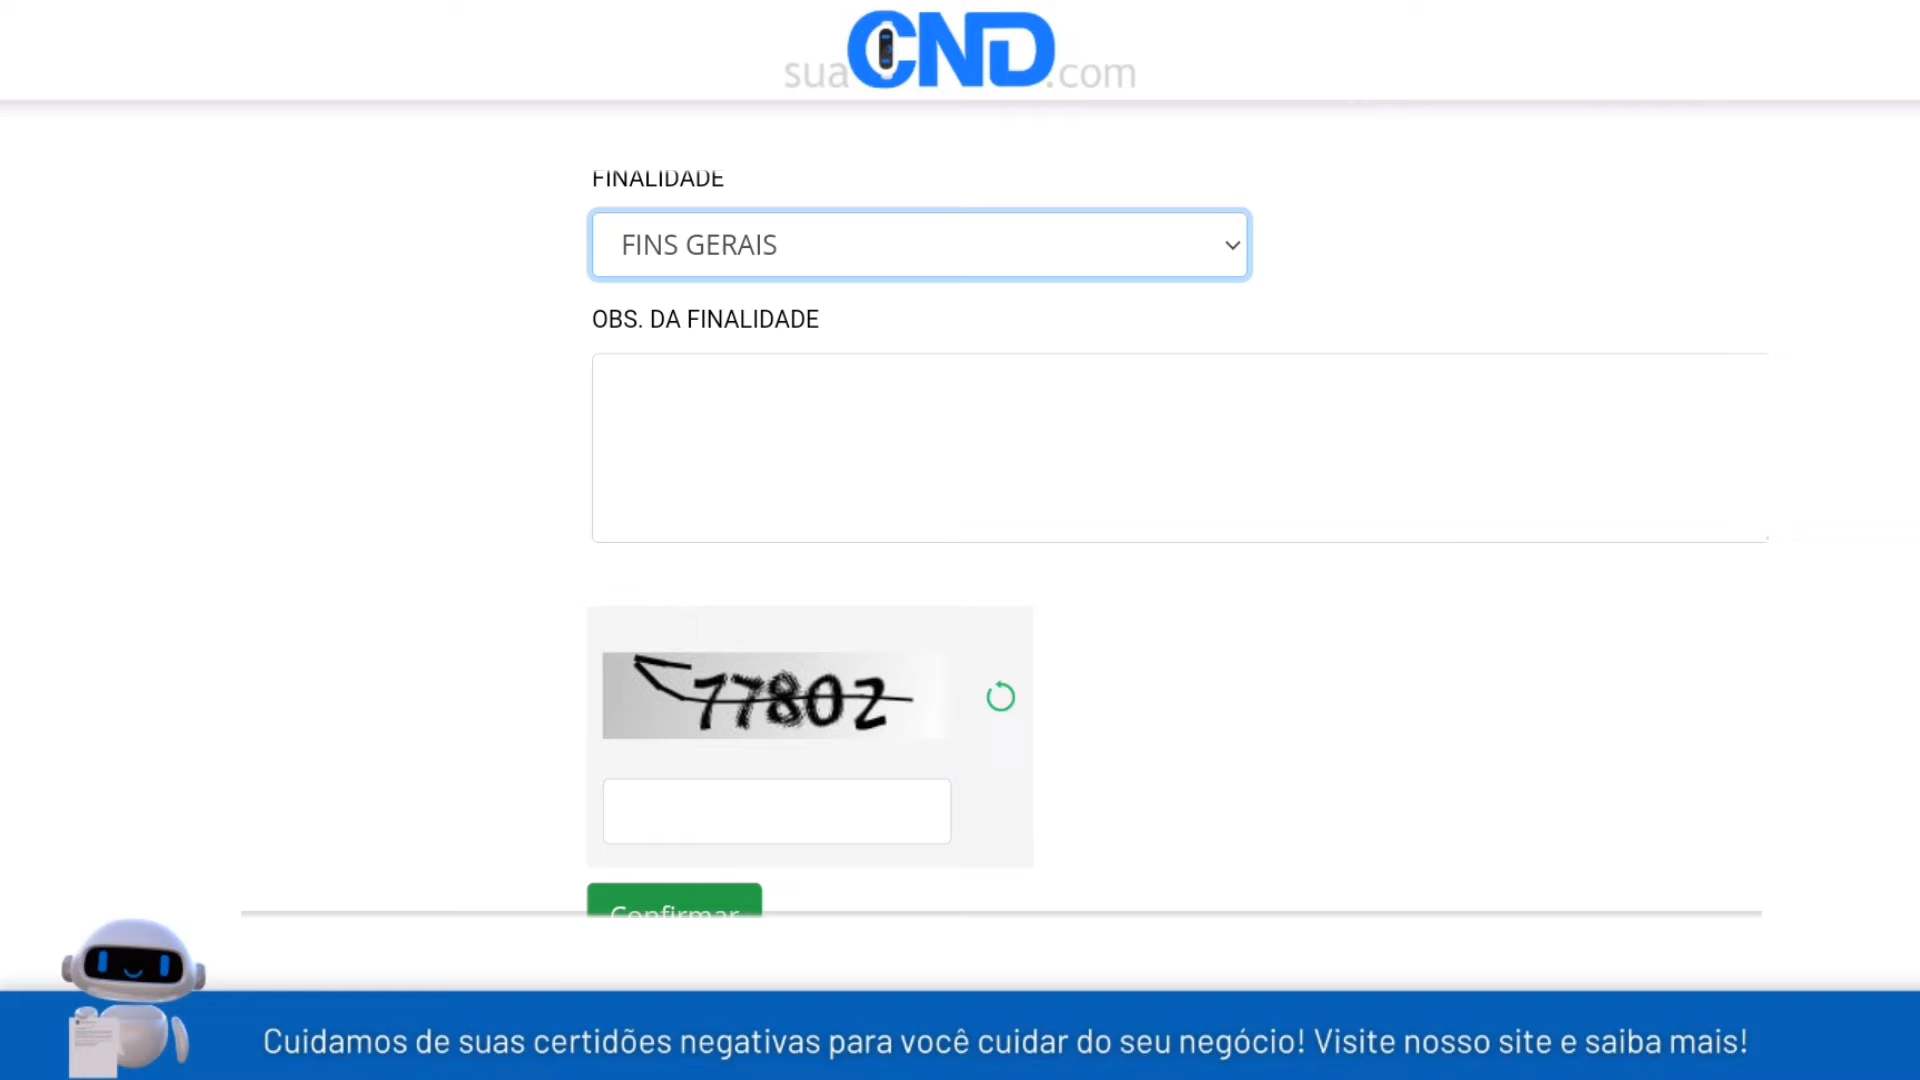 suaCND.com
FINALIDADE
FINS GERAIS
OBS. DA FINALIDADE
77802
Confirmar
Cuidamos de suas certidões negativas para você cuidar do seu negócio! Visite nosso site e saiba mais!